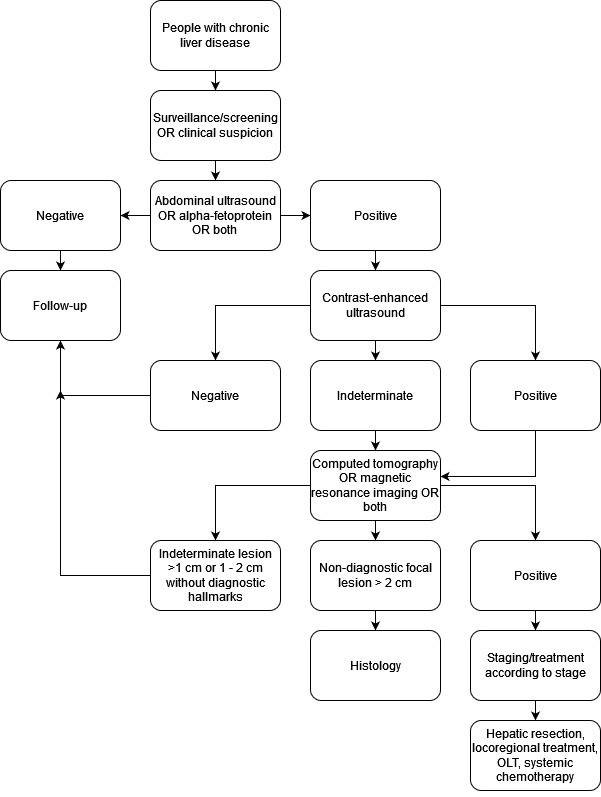 People with chronic
liver disease
Surveillance/screening
OR clinical suspicion
Negative
Abdominal ultrasound
OR alpha-fetoprotein
OR both
Positive
Follow-up
Contrast-enhanced
ultrasound
Negative
Indeterminate
Positive
Computed tomography
OR magnetic
resonance imaging OR
both
Indeterminate lesion
>1 cm or 1 - 2 cm
without diagnostic
hallmarks
Non-diagnostic focal
lesion > 2 cm
Positive
Histology
Staging/treatment
according to stage
Hepatic resection,
locoregional treatment,
OLT, systemic
chemotherapy